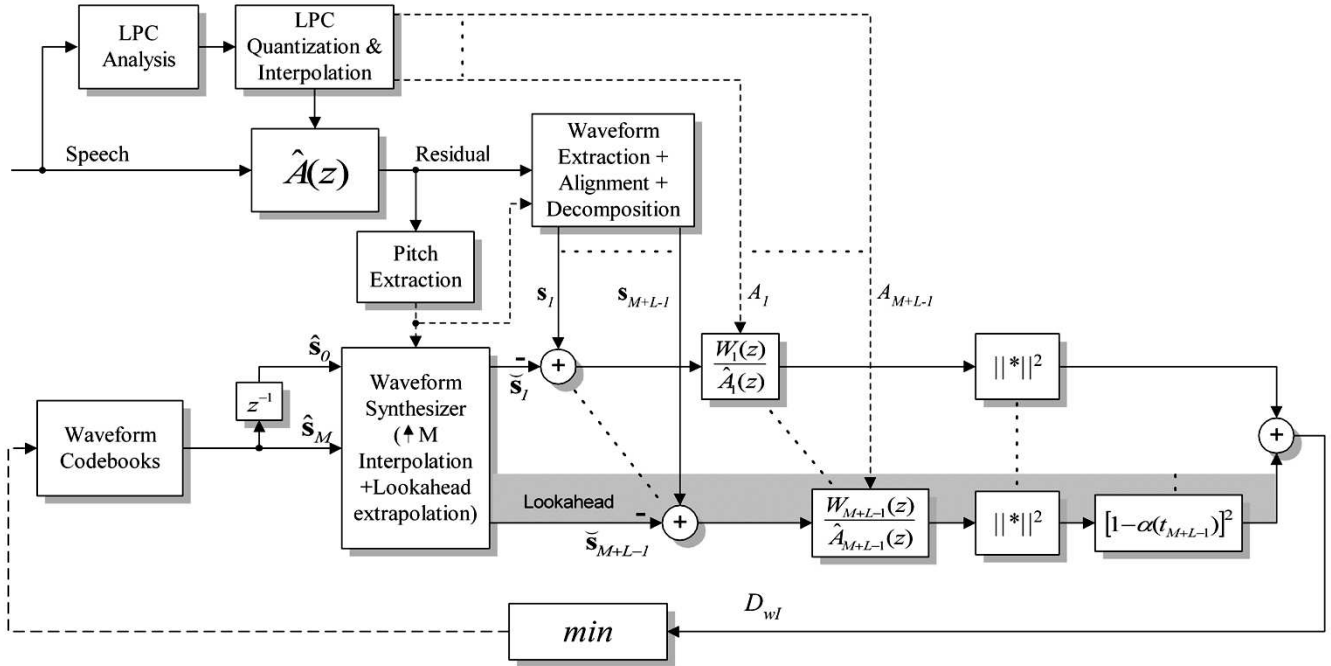 LPC
Analysis
LPC
Quantization &
Interpolation
Speech
Â(z)
Residual
Waveform
Extraction +
Alignment +
Decomposition
Pitch
Extraction
s_1
s_{M+L-1}
A_1
A_{M+L-1}
ŝ_0
z⁻¹
ŝ_M
Waveform
Codebooks
Waveform
Synthesizer
(↑M
Interpolation
+Lookahead
extrapolation)
-
s̆_1
+
W_1(z)
Â_1(z)
||*||²
+
Lookahead
-
s̆_{M+L-1}
+
W_{M+L-1}(z)
Â_{M+L-1}(z)
||*||²
[1-α(t_{M+L-1})]²
D_{wI}
min